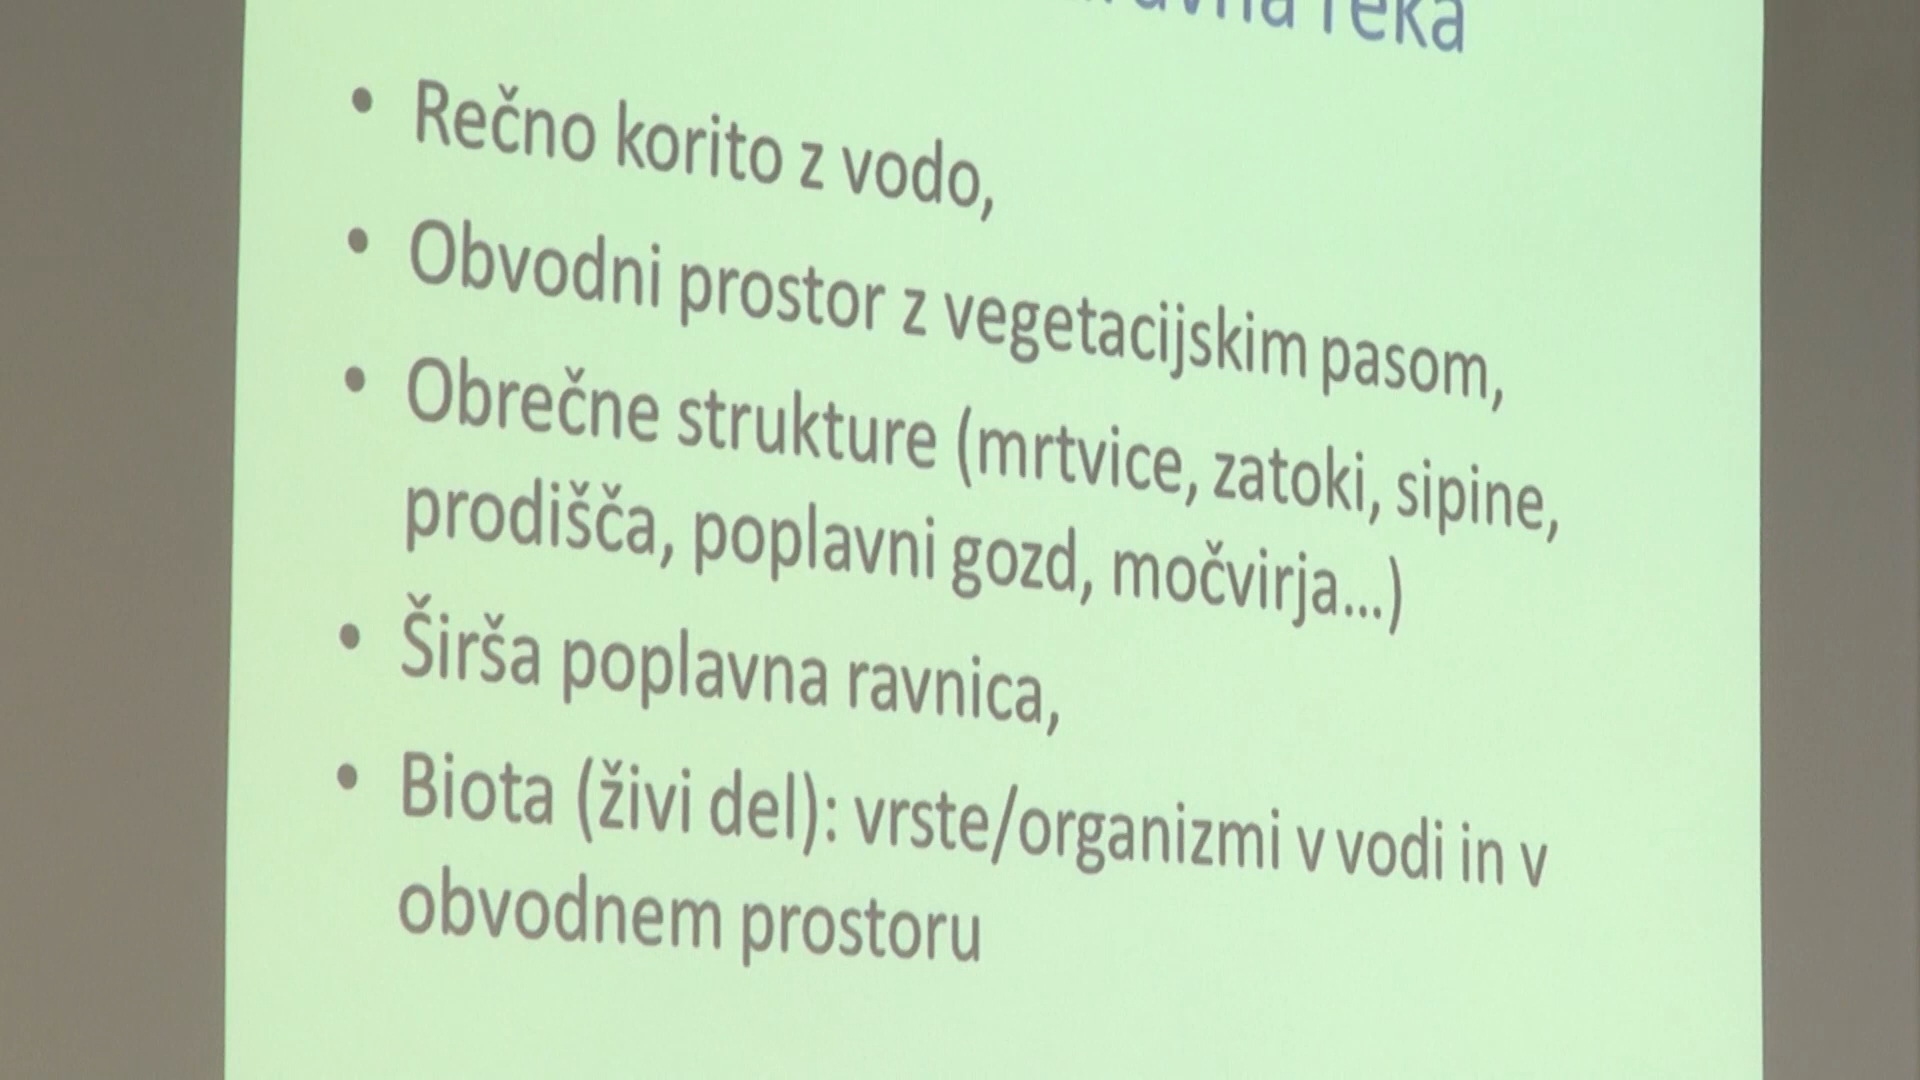 reka
• Rečno korito z vodo,
• Obvodni prostor z vegetacijskim pasom,
• Obrečne strukture (mrtvice, zatoki, sipine,
prodišča, poplavni gozd, močvirja...)
• Širša poplavna ravnica,
• Biota (živi del): vrste/organizmi v vodi in v
obvodnem prostoru